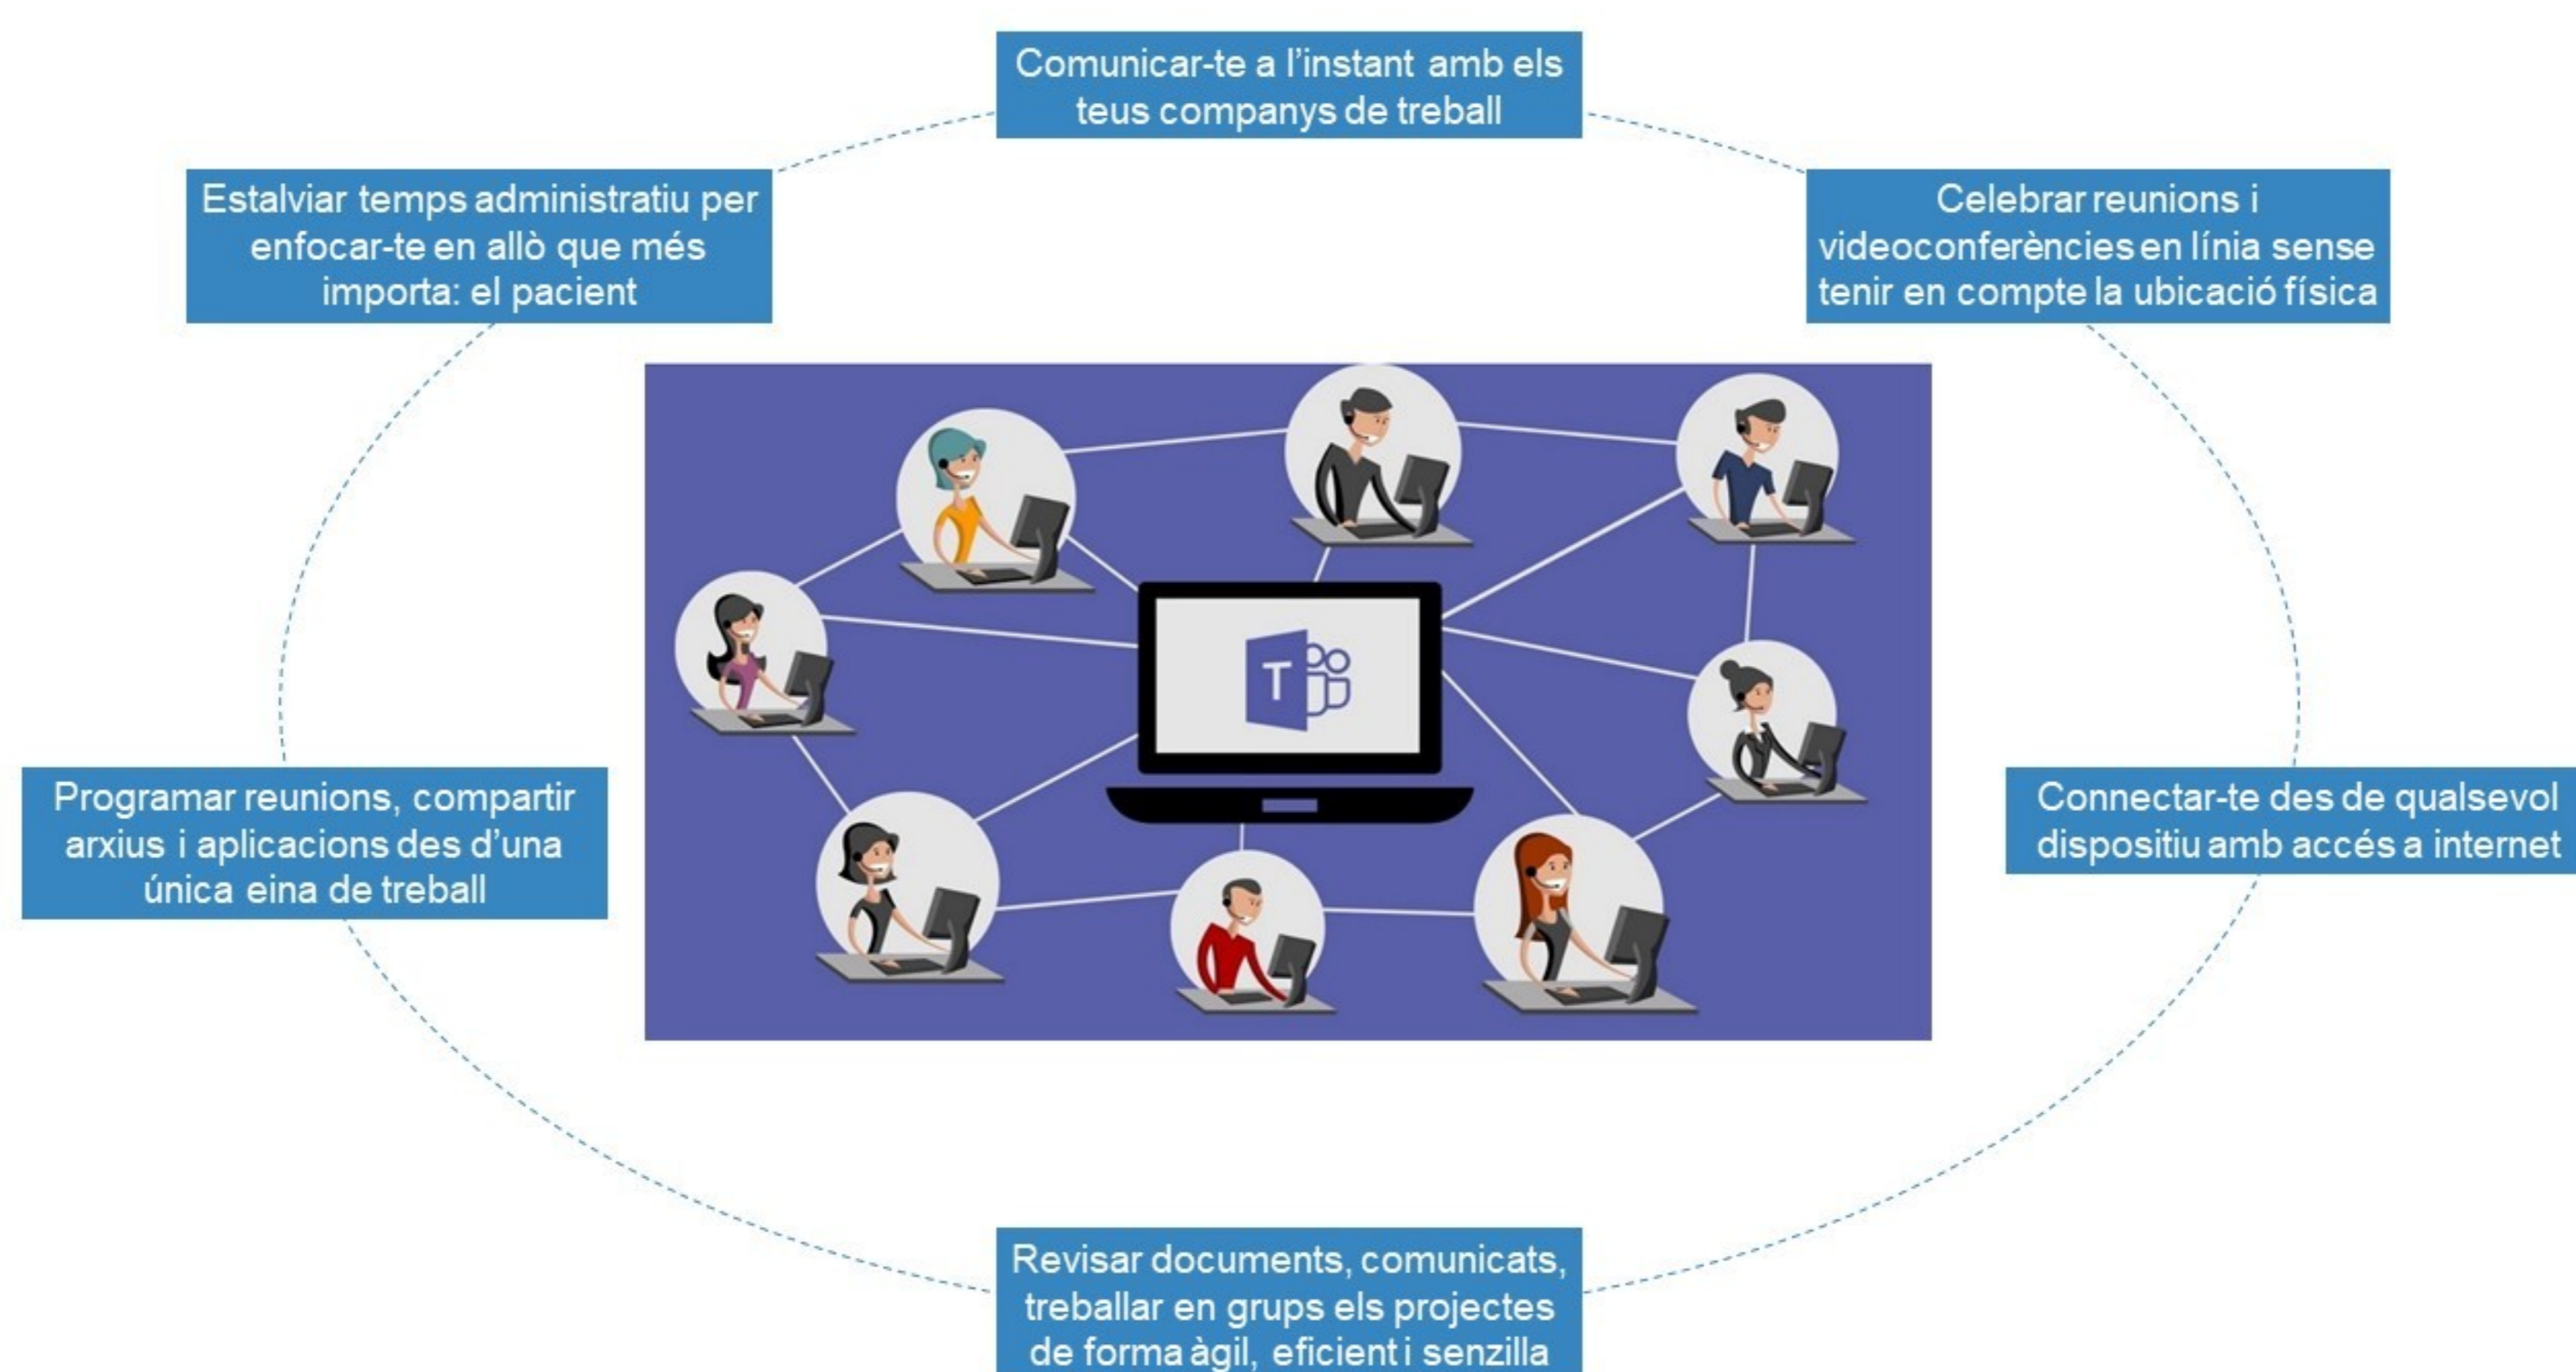 Comunicar-te a l'instant amb els
teus companys de treball
Estalviar temps administratiu per
enfocar-te en allò que més
importa: el pacient
Celebrar reunions i
videoconferències en línia sense
tenir en compte la ubicació física
T
Programar reunions, compartir
arxius i aplicacions des d'una
única eina de treball
Connectar-te des de qualsevol
dispositiu amb accés a internet
Revisar documents, comunicats,
treballar en grups els projectes
de forma àgil, eficient i senzilla